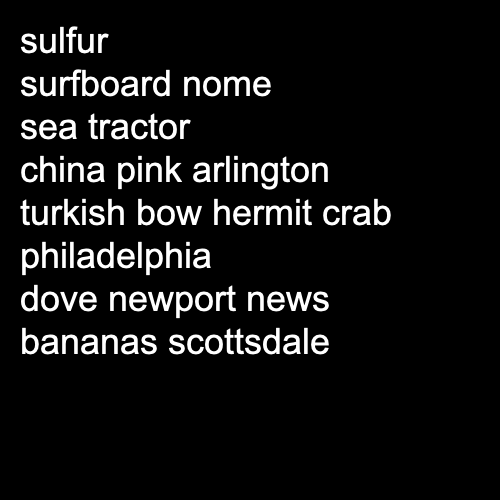 sulfur
surfboard nome
sea tractor
china pink arlington
turkish bow hermit crab
philadelphia
dove newport news
bananas scottsdale